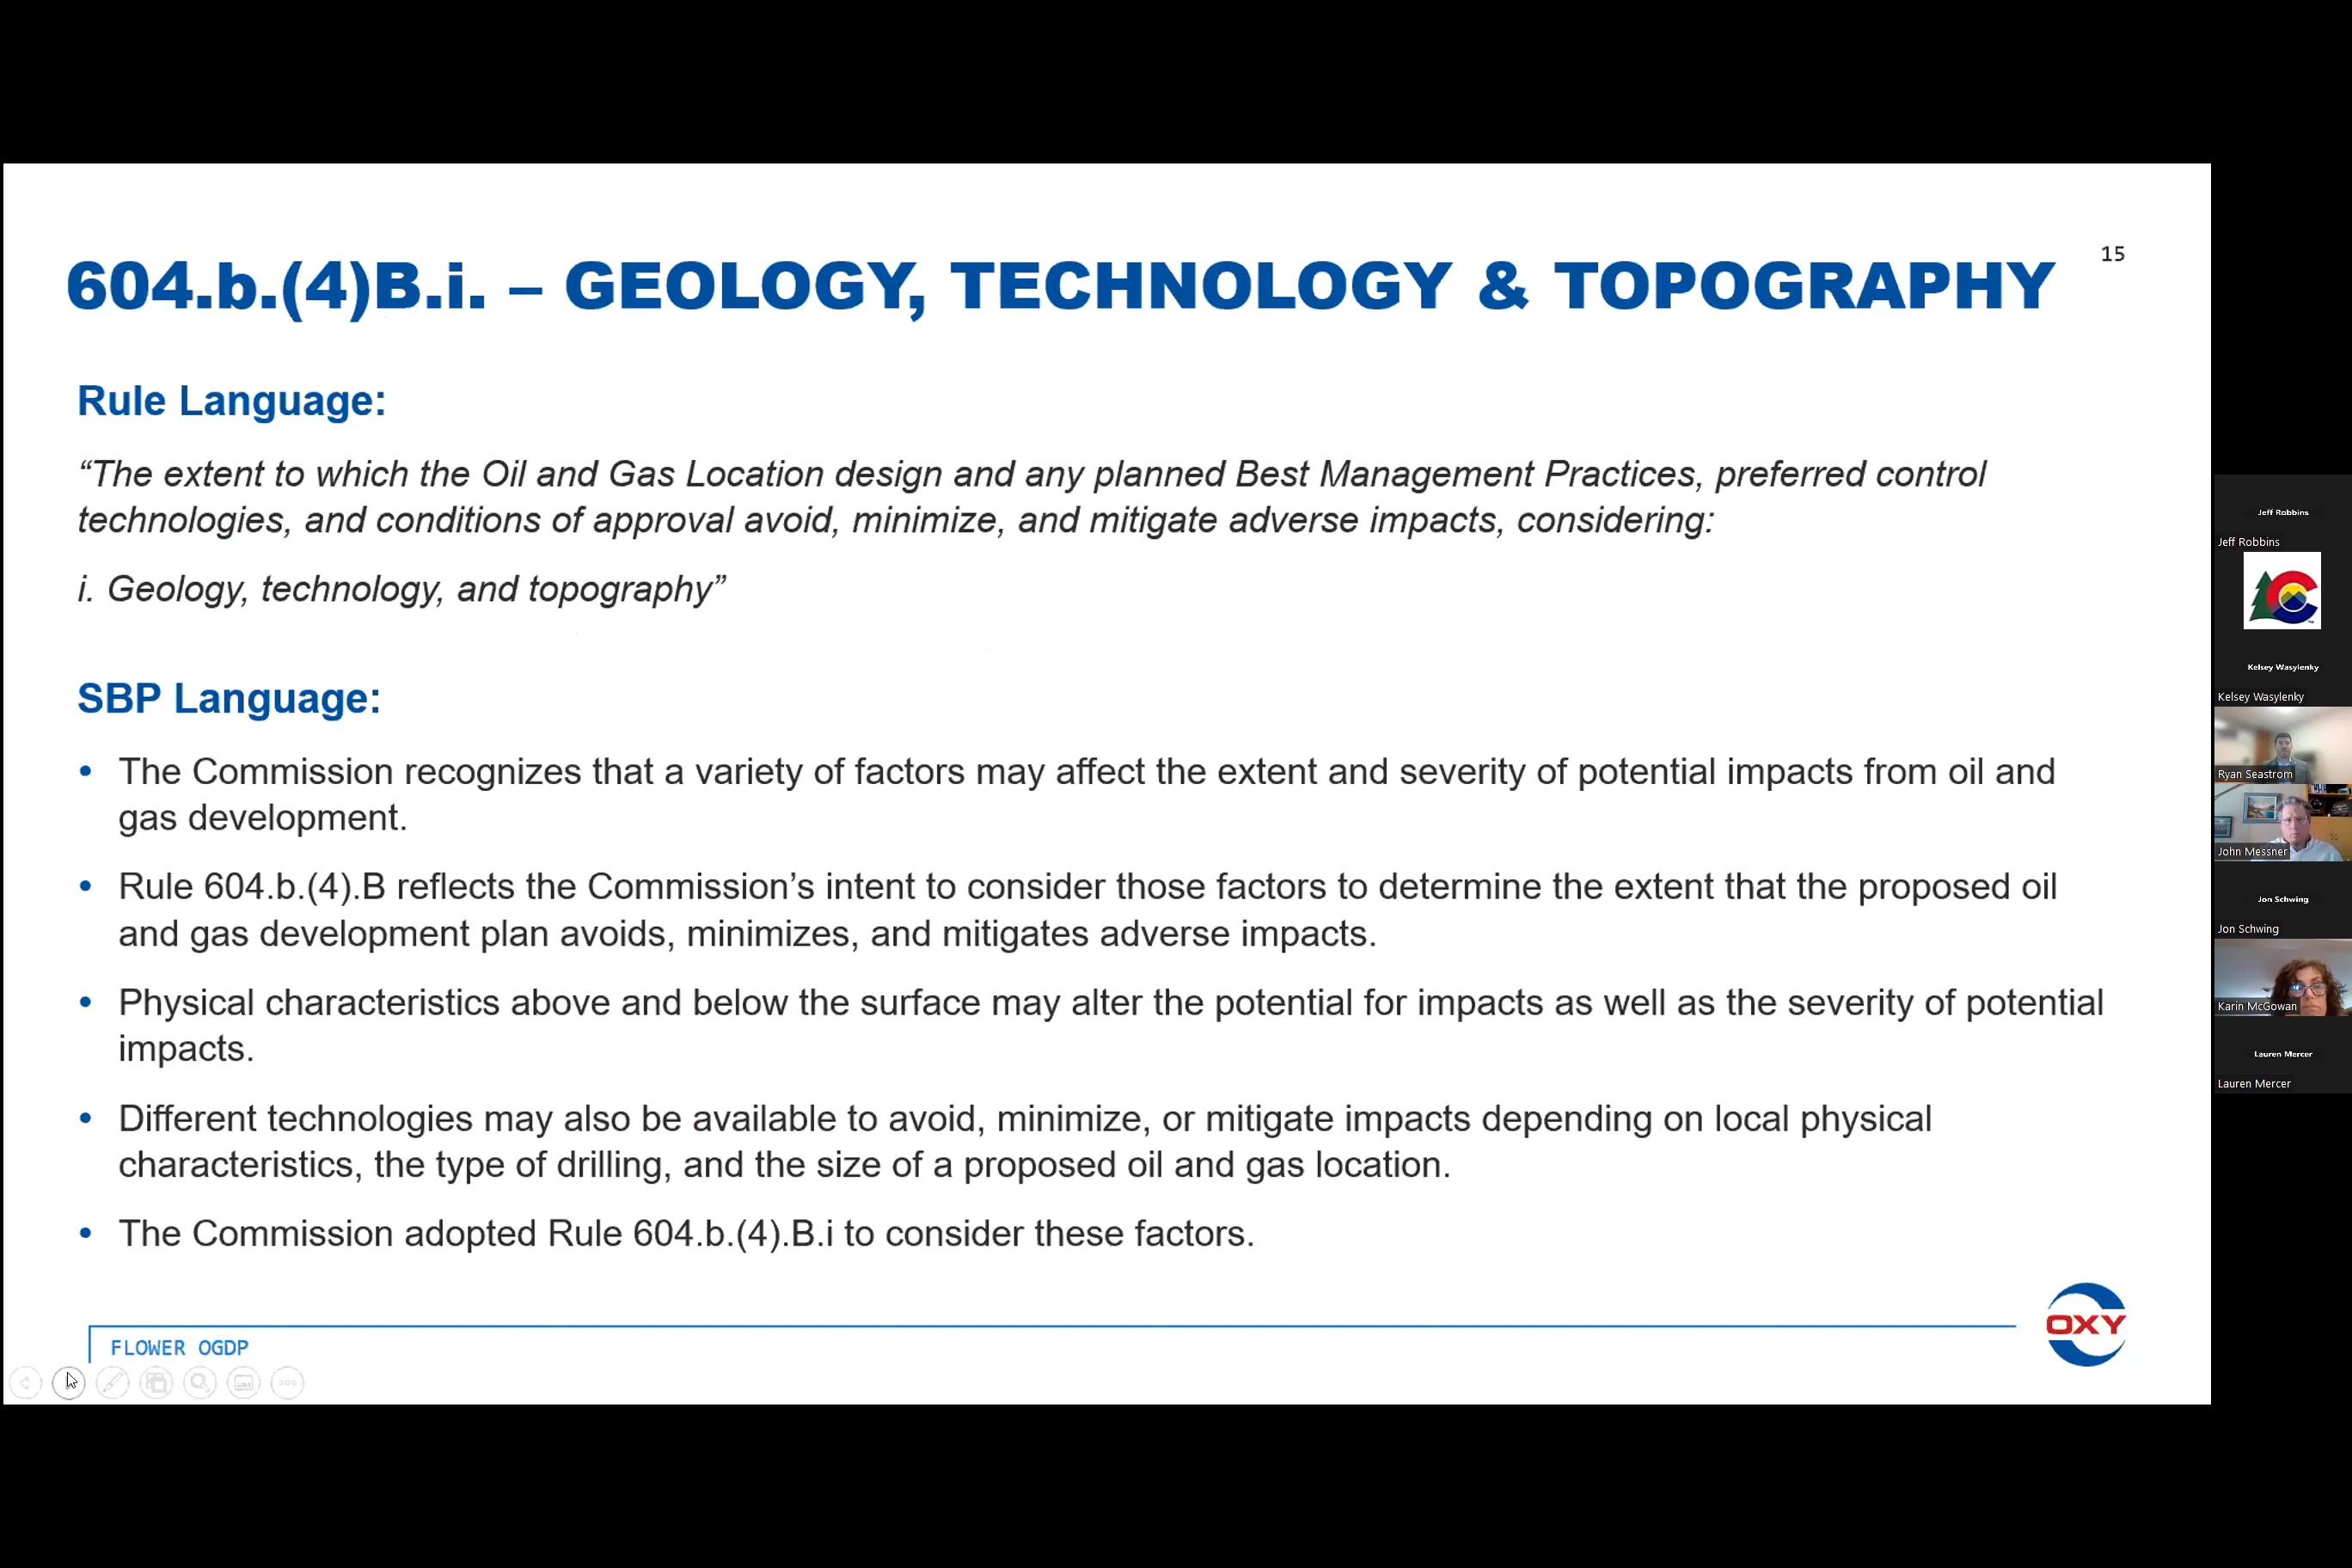 15
604.b.(4)B.i. – GEOLOGY, TECHNOLOGY & TOPOGRAPHY
Rule Language:
“The extent to which the Oil and Gas Location design and any planned Best Management Practices, preferred control
technologies, and conditions of approval avoid, minimize, and mitigate adverse impacts, considering:
i. Geology, technology, and topography”
SBP Language:
• The Commission recognizes that a variety of factors may affect the extent and severity of potential impacts from oil and
gas development.
• Rule 604.b.(4).B reflects the Commission’s intent to consider those factors to determine the extent that the proposed oil
and gas development plan avoids, minimizes, and mitigates adverse impacts.
• Physical characteristics above and below the surface may alter the potential for impacts as well as the severity of potential
impacts.
• Different technologies may also be available to avoid, minimize, or mitigate impacts depending on local physical
characteristics, the type of drilling, and the size of a proposed oil and gas location.
• The Commission adopted Rule 604.b.(4).B.i to consider these factors.
FLOWER OGDP
OXY
Jeff Robbins
Jeff Robbins
Kelsey Wasylenky
Kelsey Wasylenky
Ryan Seastrom
John Messner
Jon Schwing
Jon Schwing
Karin McGowan
Lauren Mercer
Lauren Mercer